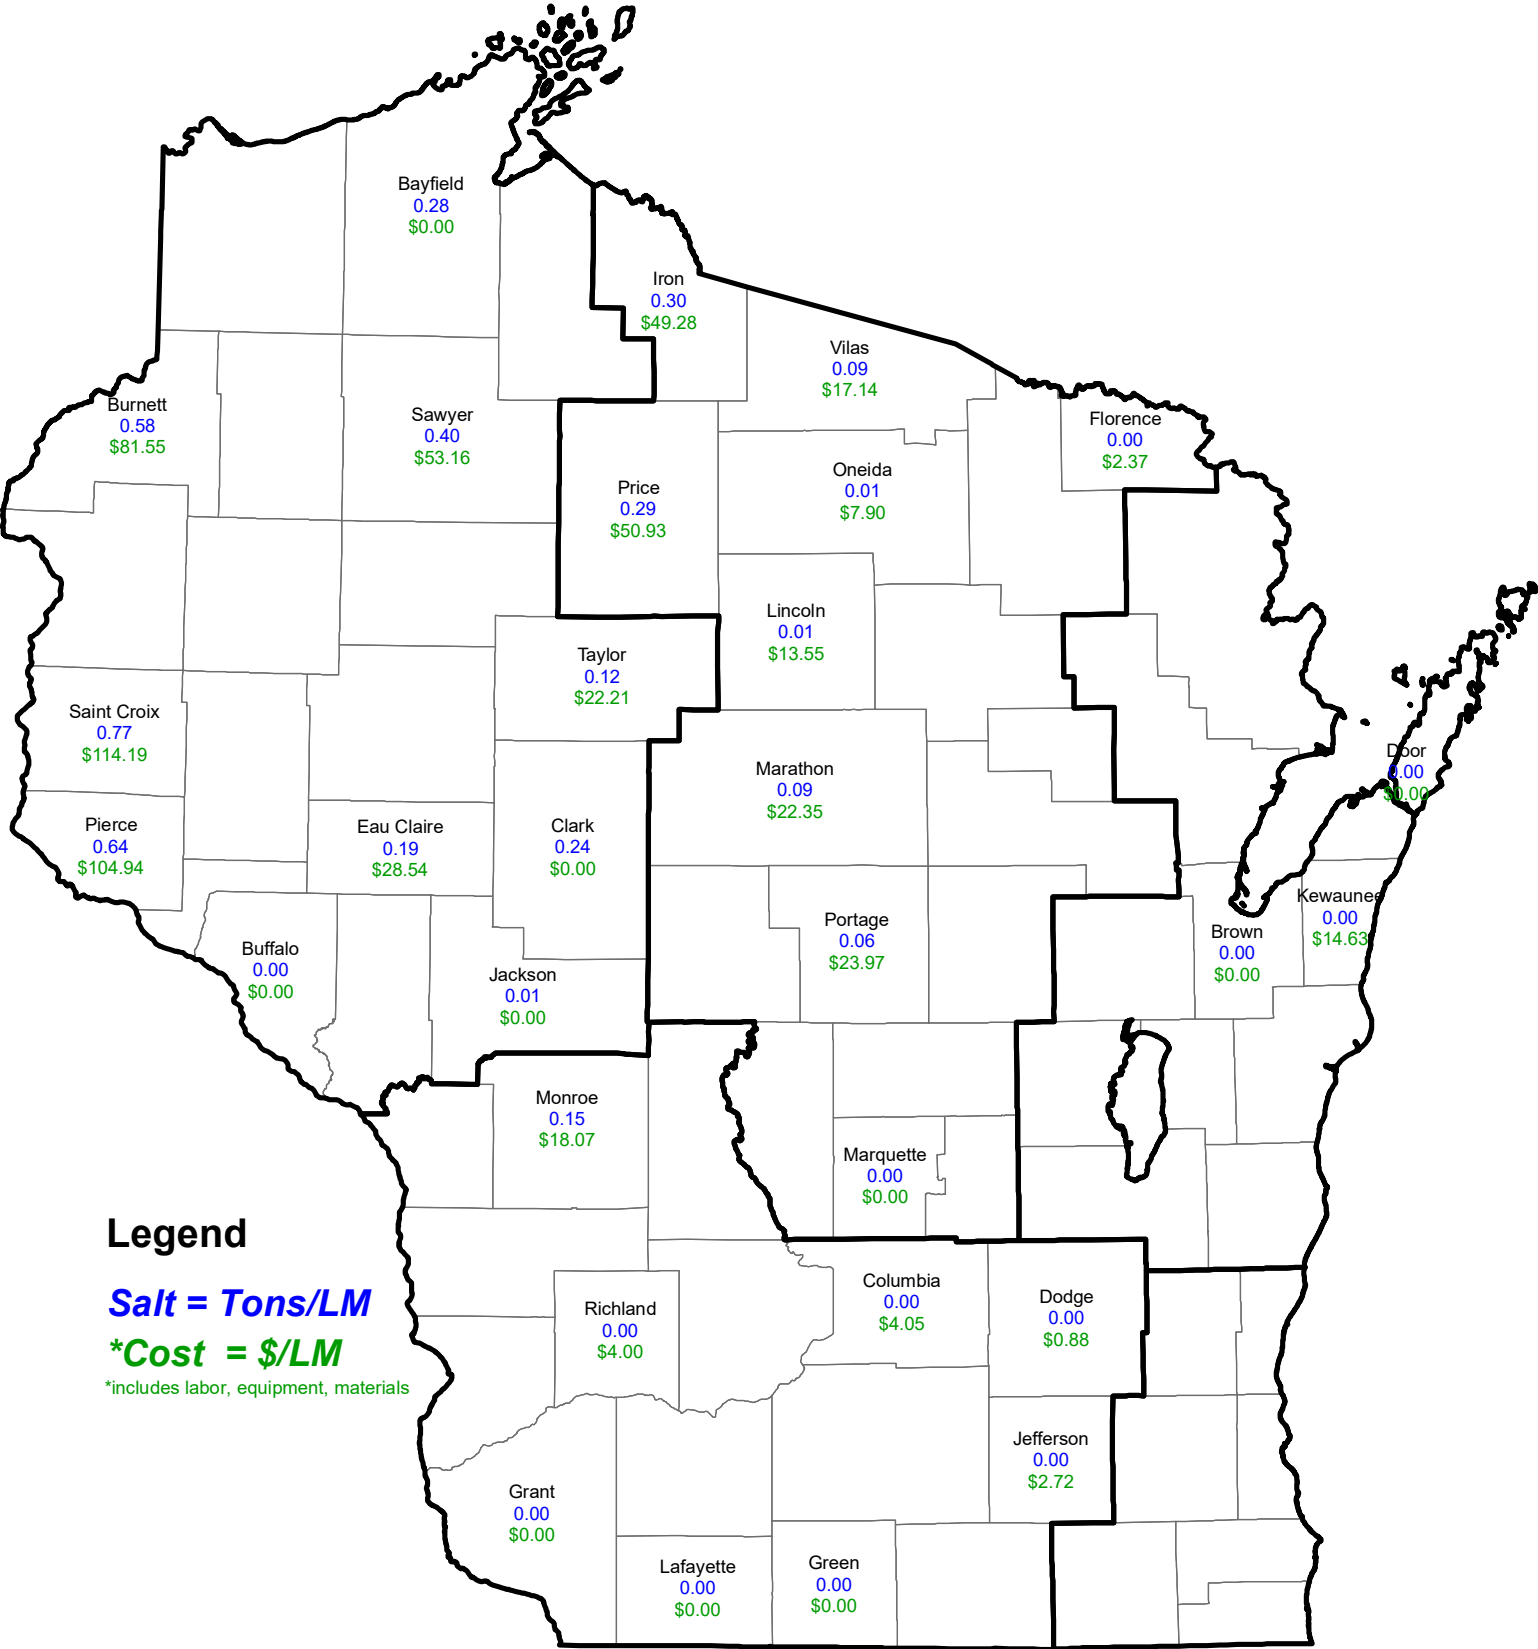 Bayfield
0.28
$0.00
Iron
0.30
$49.28
Vilas
0.09
$17.14
Burnett
0.58
$81.55
Sawyer
0.40
$53.16
Florence
0.00
$2.37
Price
0.29
$50.93
Oneida
0.01
$7.90
Lincoln
0.01
$13.55
Taylor
0.12
$22.21
Saint Croix
0.77
$114.19
Marathon
0.09
$22.35
Door
0.00
$0.00
Pierce
0.64
$104.94
Eau Claire
0.19
$28.54
Clark
0.24
$0.00
Kewaunee
0.00
$14.63
Portage
0.06
$23.97
Brown
0.00
$0.00
Buffalo
0.00
$0.00
Jackson
0.01
$0.00
Monroe
0.15
$18.07
Marquette
0.00
$0.00
Legend
Salt = Tons/LM
*Cost = $/LM
*includes labor, equipment, materials
Richland
0.00
$4.00
Columbia
0.00
$4.05
Dodge
0.00
$0.88
Jefferson
0.00
$2.72
Grant
0.00
$0.00
Lafayette
0.00
$0.00
Green
0.00
$0.00